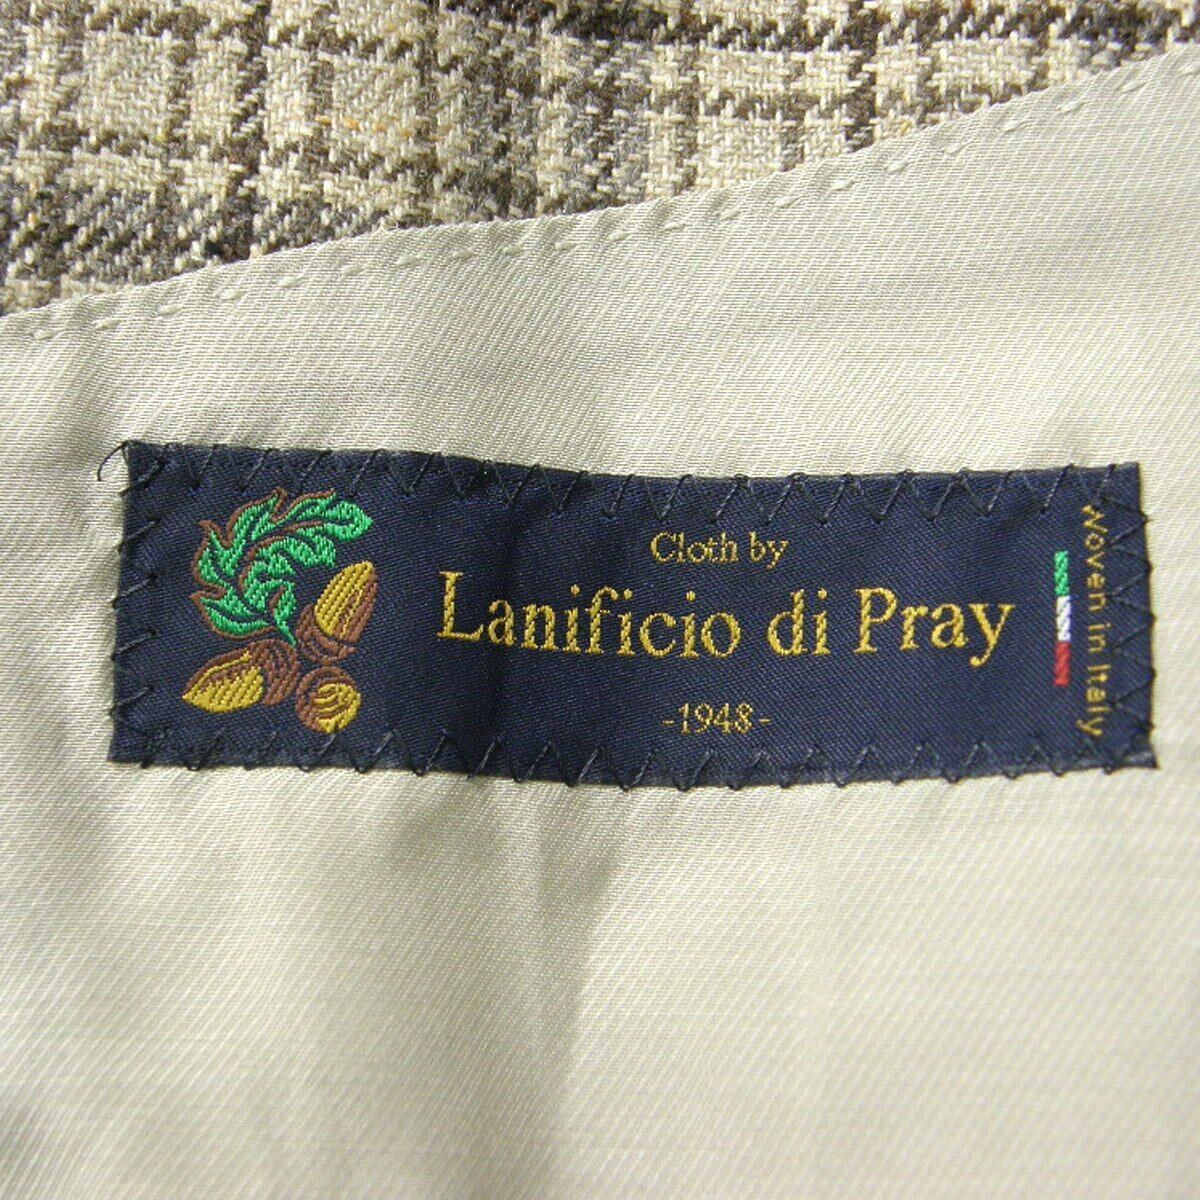 Cloth by
Lanificio di Pray
-1948-
Woven in Italy